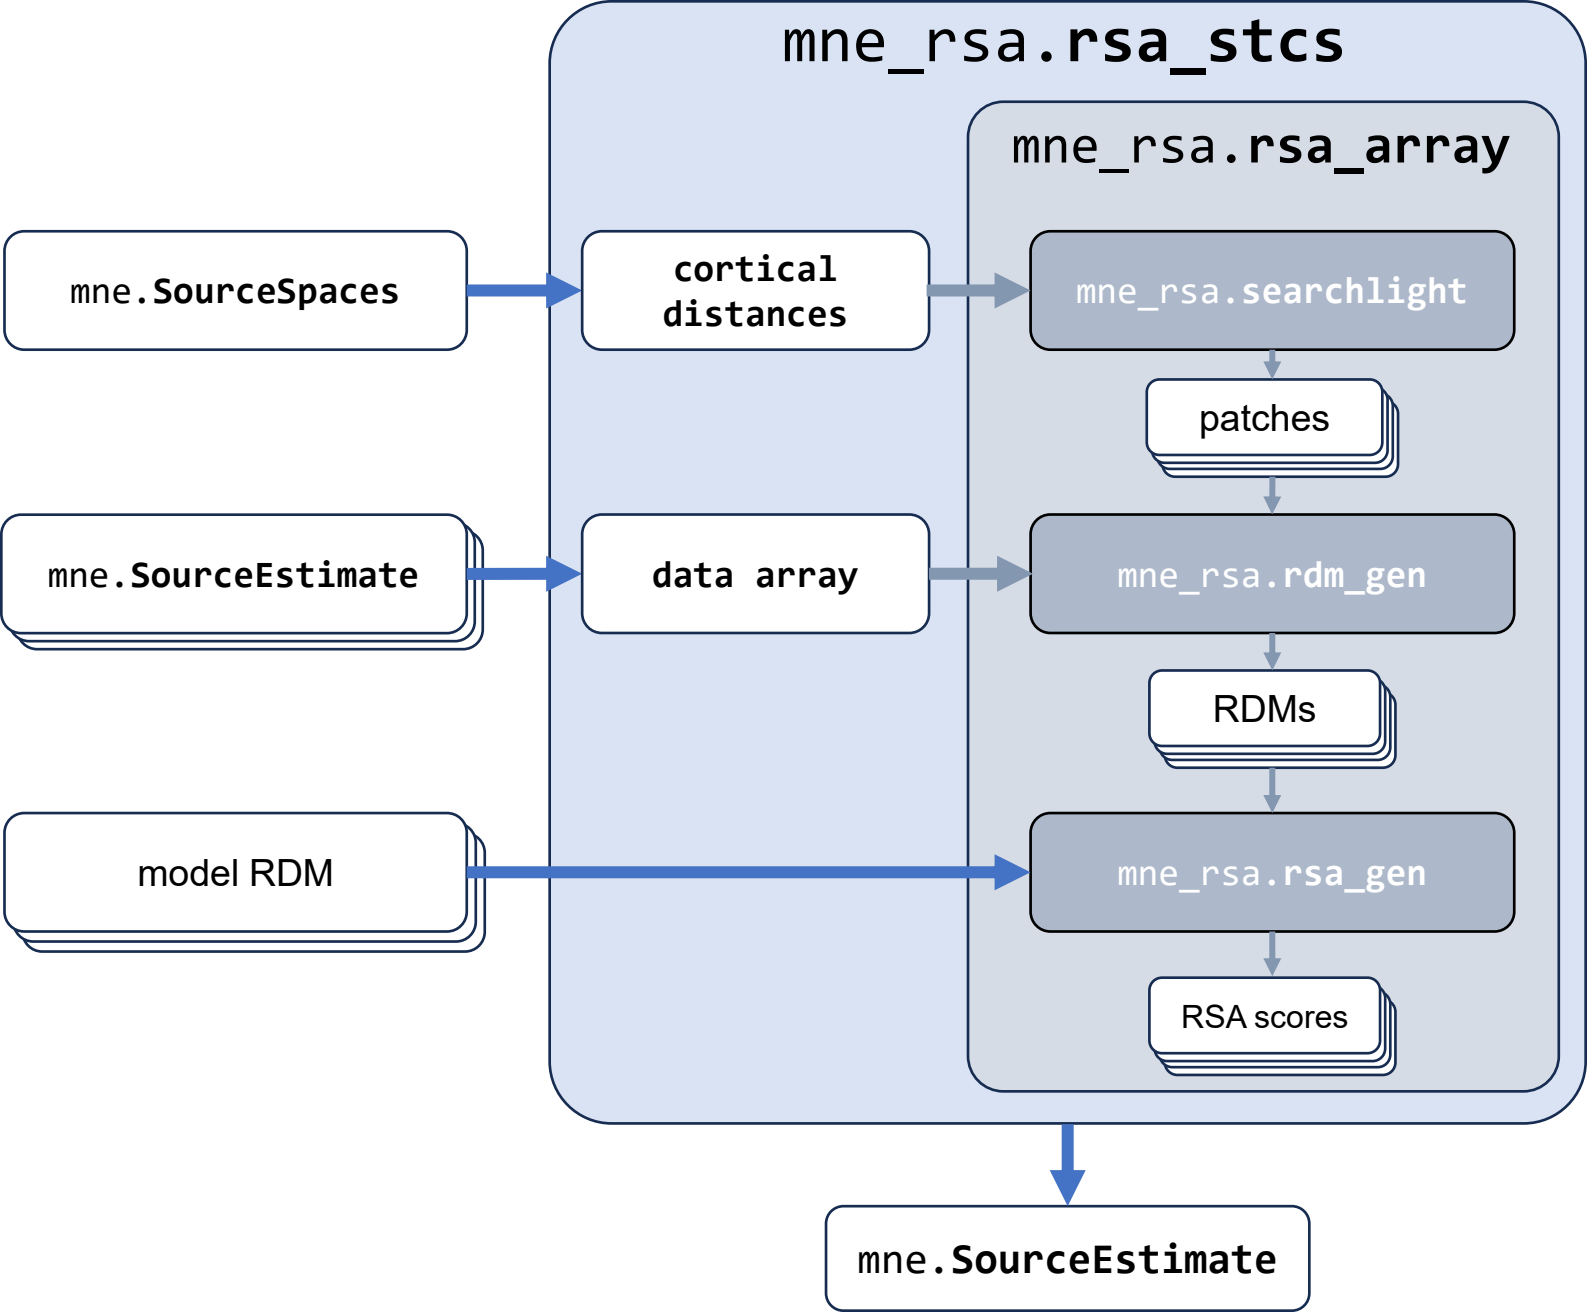 mne_rsa.rsa_stcs
mne_rsa.rsa_array
mne.SourceSpaces
cortical
distances
mne_rsa.searchlight
patches
mne.SourceEstimate
data array
mne_rsa.rdm_gen
RDMs
model RDM
mne_rsa.rsa_gen
RSA scores
mne.SourceEstimate